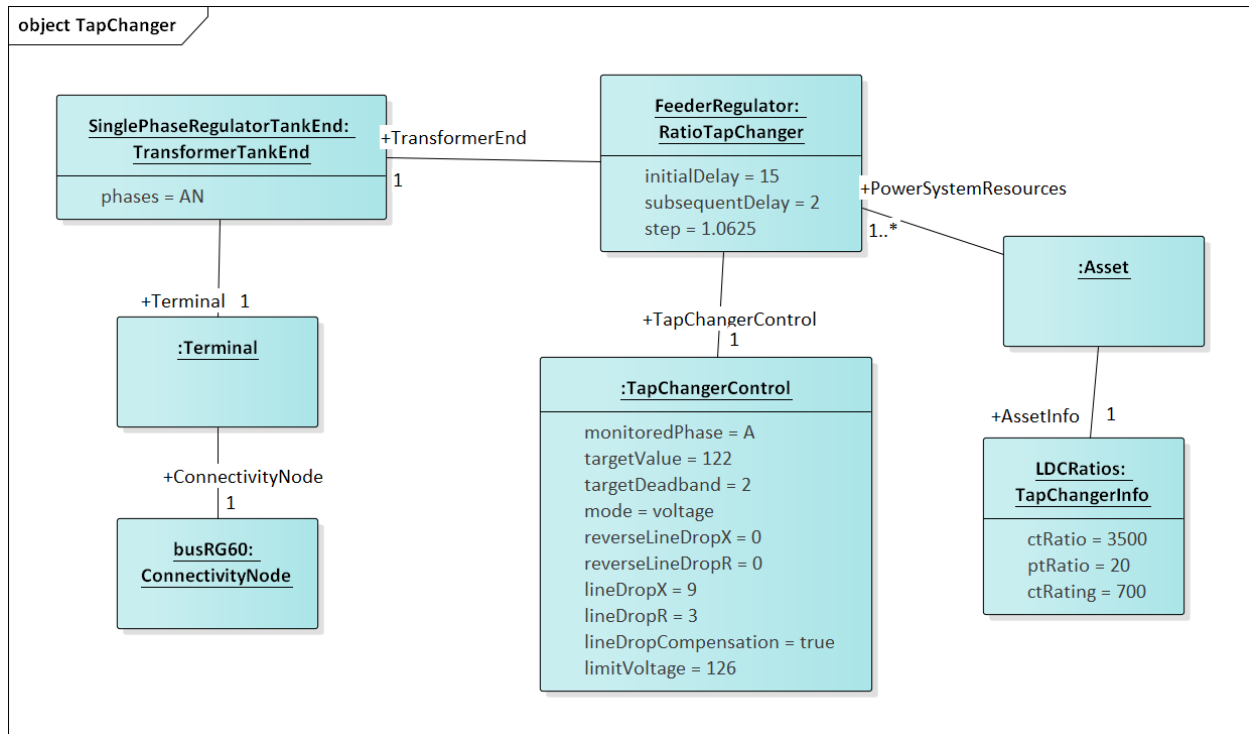 object TapChanger
SinglePhaseRegulatorTankEnd:
TransformerTankEnd
phases = AN
+TransformerEnd
1
FeederRegulator:
RatioTapChanger
initialDelay = 15
subsequentDelay = 2
step = 1.0625
+PowerSystemResources
1..*
:Asset
+Terminal 1
:Terminal
+TapChangerControl
1
:TapChangerControl
monitoredPhase = A
targetValue = 122
targetDeadband = 2
mode = voltage
reverseLineDropX = 0
reverseLineDropR = 0
lineDropX = 9
lineDropR = 3
lineDropCompensation = true
limitVoltage = 126
+AssetInfo 1
LDCRatios:
TapChangerInfo
ctRatio = 3500
ptRatio = 20
ctRating = 700
+ConnectivityNode
1
busRG60:
ConnectivityNode